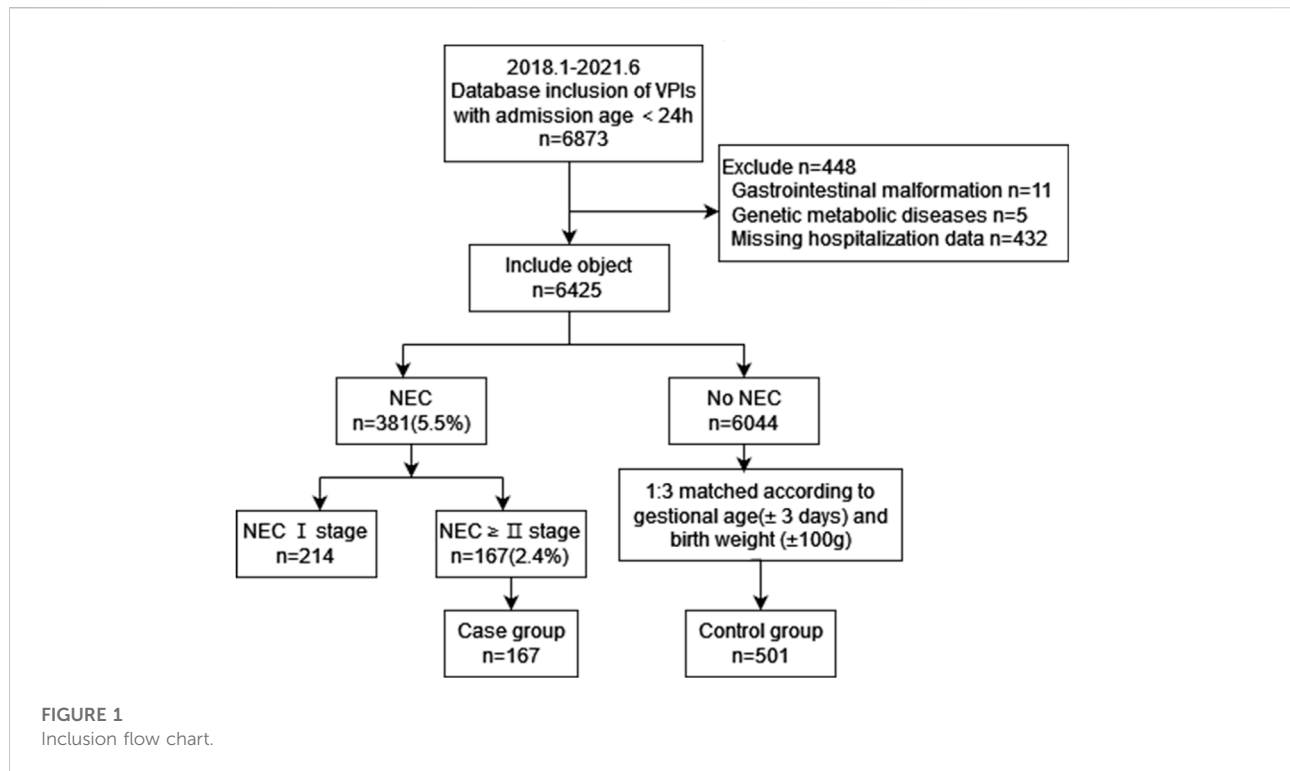 2018.1-2021.6
Database inclusion of VPIs
with admission age < 24h
n=6873
Exclude n=448
Gastrointestinal malformation n=11
Genetic metabolic diseases n=5
Missing hospitalization data n=432
Include object
n=6425
NEC
n=381(5.5%)
No NEC
n=6044
NEC Ⅰ stage
n=214
NEC ≥ Ⅱ stage
n=167(2.4%)
1:3 matched according to
gestional age(± 3 days) and
birth weight (±100g)
Case group
n=167
Control group
n=501
FIGURE 1
Inclusion flow chart.